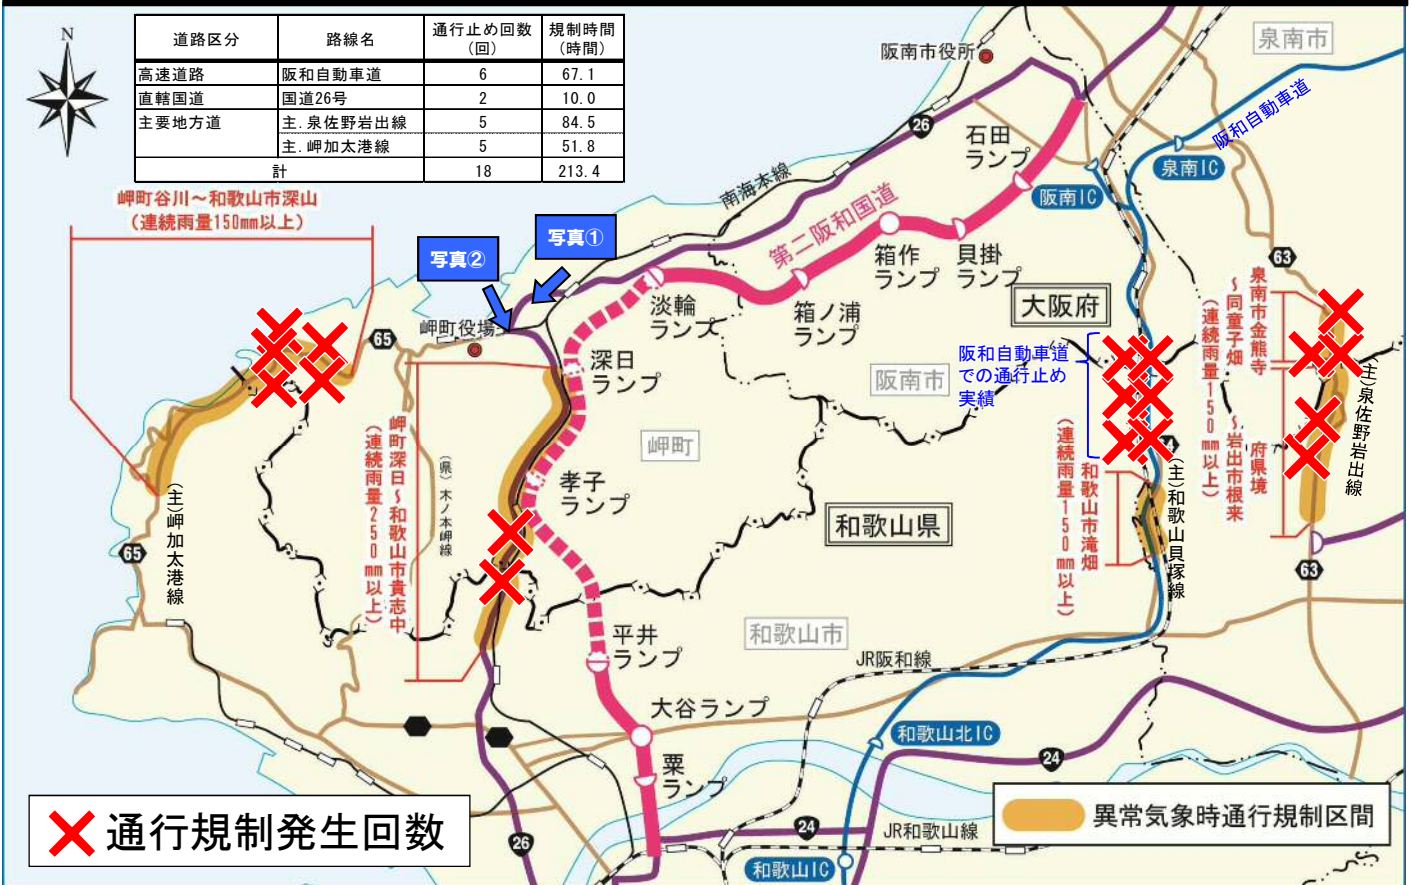 N
道路区分 路線名 通行止め回数(回) 規制時間(時間)
高速道路 阪和自動車道 6 67.1
直轄国道 国道26号 2 10.0
主要地方道 主.泉佐野岩出線 5 84.5
主.岬加太港線 5 51.8
計 18 213.4
岬町谷川～和歌山市深山
(連続雨量150mm以上)
写真①
写真②
阪南市役所
泉南市
阪和自動車道
泉南IC
阪南IC
26
石田
ランプ
南海本線
第二阪和国道
箱作
ランプ
貝掛
ランプ
淡輪
ランプ
箱ノ浦
ランプ
大阪府
63
泉南市金熊寺
～同童子畑
(連続雨量150mm以上)
府県境
～岩出市根来
(主)泉佐野岩出線
岬町役場
65
深日
ランプ
阪南市
阪和自動車道
での通行止め
実績
岬町
岬町深日～和歌山市貴志中
(連続雨量250mm以上)
(県)木ノ本岬線
孝子
ランプ
和歌山県
和歌山市滝畑
(連続雨量150mm以上)
(主)和歌山貝塚線
65
(主)岬加太港線
63
平井
ランプ
和歌山市
JR阪和線
大谷ランプ
和歌山北IC
24
粟
ランプ
通行規制発生回数
26
24
JR和歌山線
和歌山IC
異常気象時通行規制区間